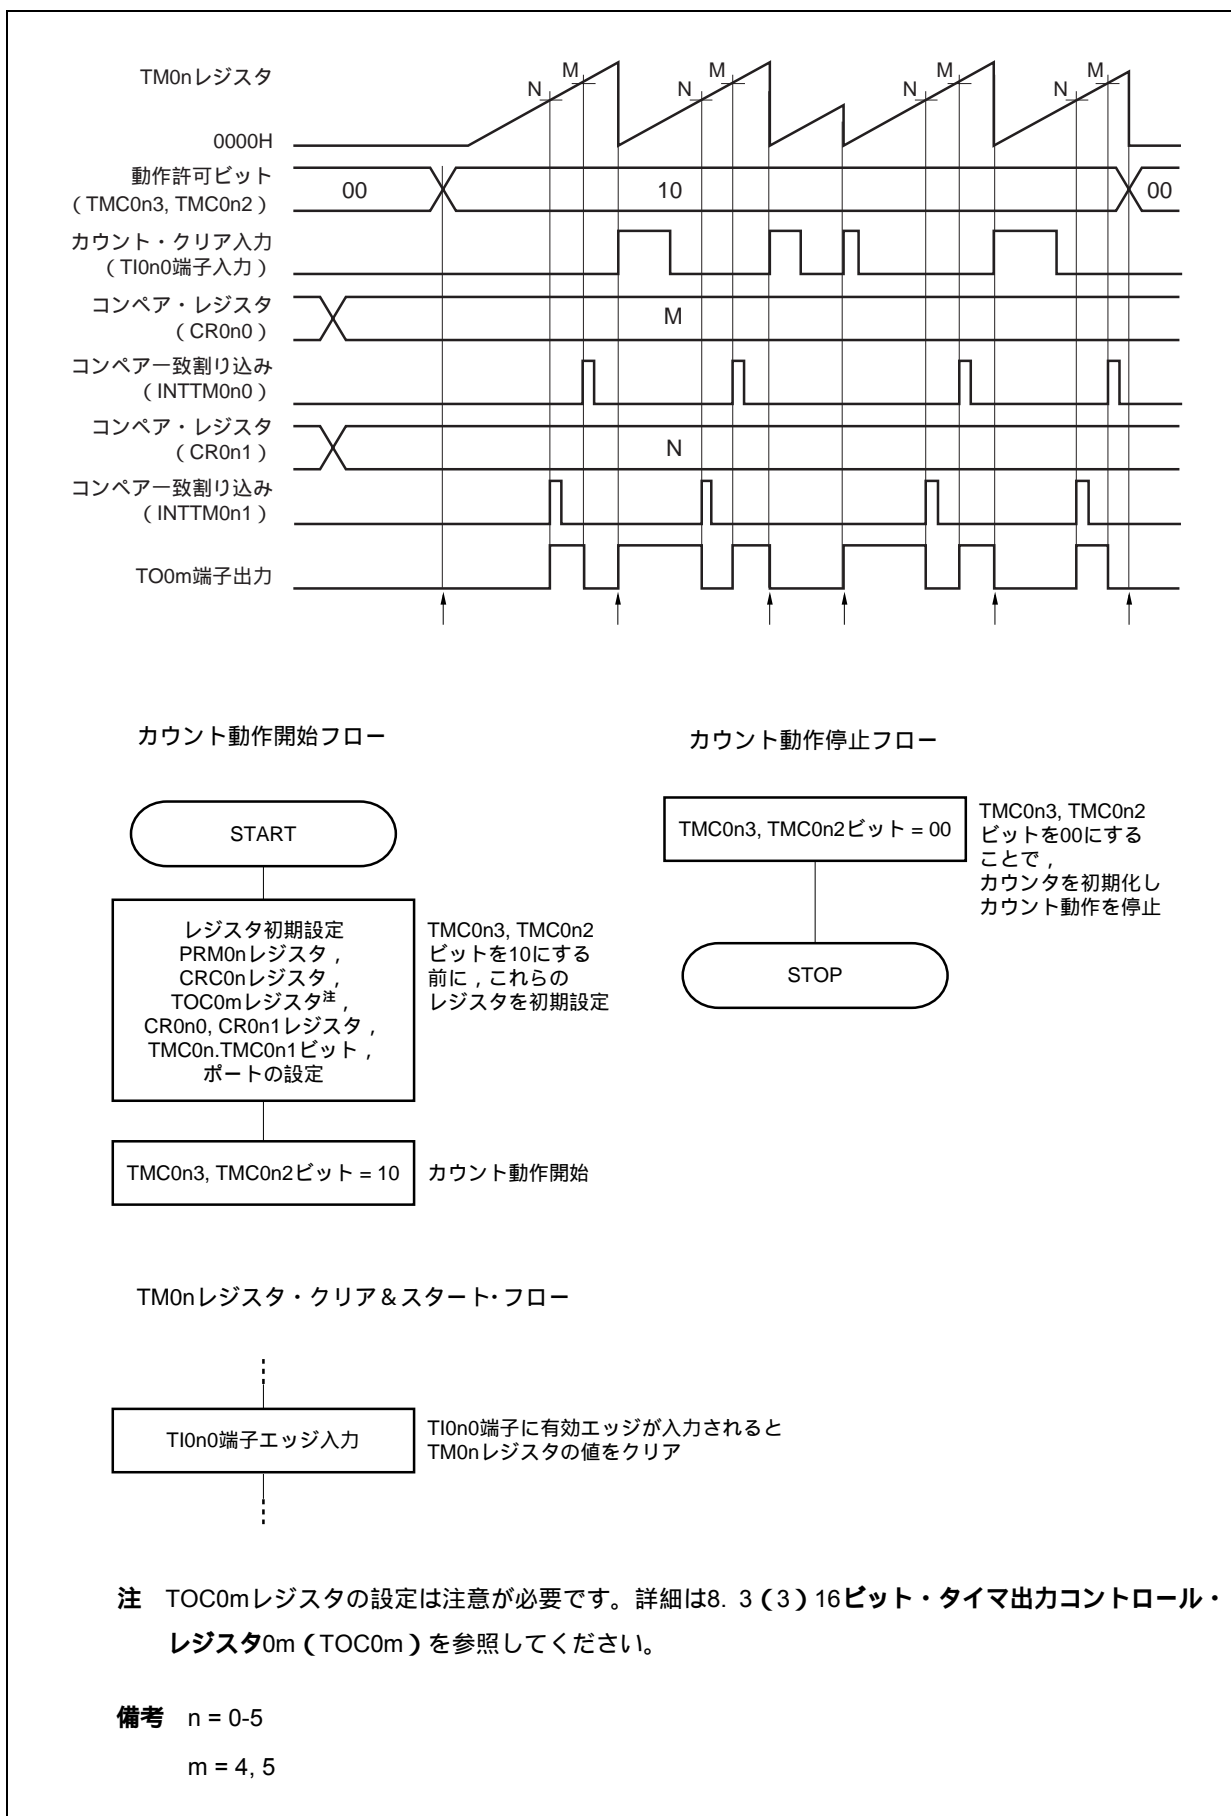 TM0nレジスタ
N
M
N
M
N
M
N
M
0000H
動作許可ビット
(TMC0n3, TMC0n2)
00
10
00
カウント・クリア入力
(TI0n0端子入力)
コンペア・レジスタ
(CR0n0)
M
コンペア一致割り込み
(INTTM0n0)
コンペア・レジスタ
(CR0n1)
N
コンペア一致割り込み
(INTTM0n1)
TO0m端子出力
カウント動作開始フロー
START
レジスタ初期設定
PRM0nレジスタ,
CRC0nレジスタ,
TOC0mレジスタ注,
CR0n0, CR0n1レジスタ,
TMC0n.TMC0n1ビット,
ポートの設定
TMC0n3, TMC0n2
ビットを10にする
前に,これらの
レジスタを初期設定
TMC0n3, TMC0n2ビット = 10
カウント動作開始
カウント動作停止フロー
TMC0n3, TMC0n2ビット = 00
TMC0n3, TMC0n2
ビットを00にする
ことで,
カウンタを初期化し
カウント動作を停止
STOP
TM0nレジスタ・クリア&スタート・フロー
TI0n0端子エッジ入力
TI0n0端子に有効エッジが入力されると
TM0nレジスタの値をクリア
注 TOC0mレジスタの設定は注意が必要です。詳細は8. 3(3)16ビット・タイマ出力コントロール・
レジスタ0m(TOC0m)を参照してください。
備考 n = 0-5
m = 4, 5